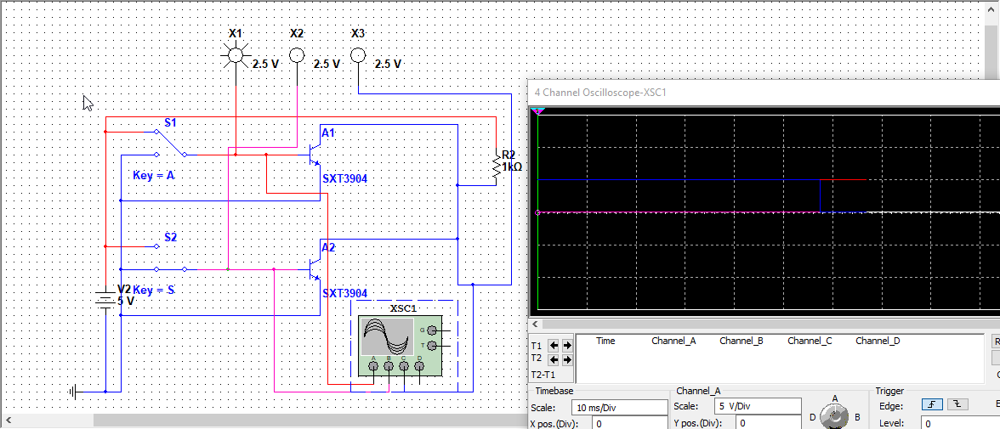 X1 X2 X3
2.5 V 2.5 V 2.5 V
4 Channel Oscilloscope-XSC1
S1
A1
R2
1kΩ
Key = A
SXT3904
S2
A2
V2
5 V
Key = S
SXT3904
XSC1
G
T
A B C D
Time Channel_A Channel_B Channel_C Channel_D
T1
T2
T2-T1
Timebase
Scale: 10 ms/Div
X pos.(Div): 0
Channel_A
Scale: 5 V/Div
Y pos.(Div): 0
A
D B
Trigger
Edge:
Level: 0